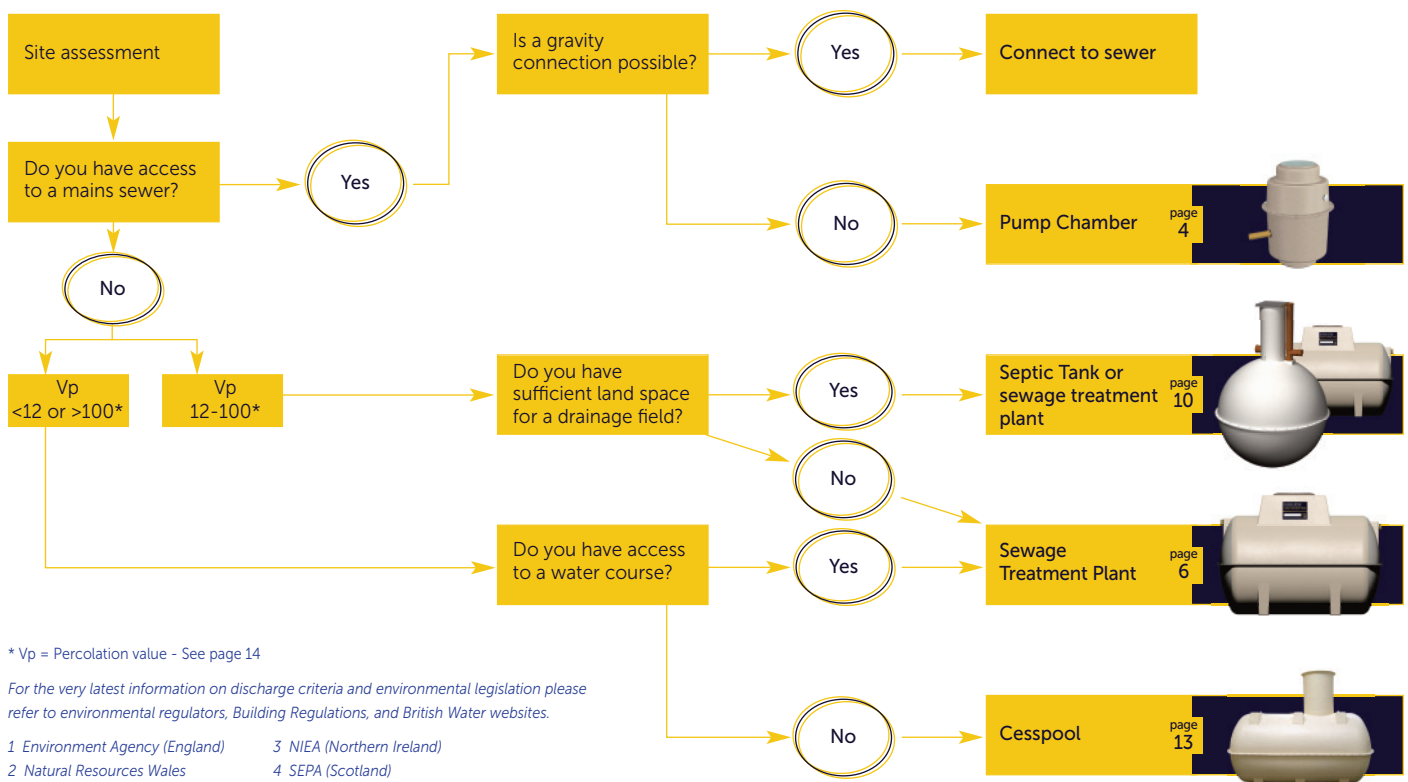 Site assessment
Is a gravity
connection possible?
Yes
Connect to sewer
Do you have access
to a mains sewer?
Yes
No
Pump Chamber
page
4
No
Vp
<12 or >100*
Vp
12-100*
Do you have
sufficient land space
for a drainage field?
Yes
Septic Tank or
sewage treatment
plant
page
10
No
Do you have access
to a water course?
Yes
Sewage
Treatment Plant
page
6
* Vp = Percolation value - See page 14
For the very latest information on discharge criteria and environmental legislation please
refer to environmental regulators, Building Regulations, and British Water websites.
1 Environment Agency (England)
2 Natural Resources Wales
3 NIEA (Northern Ireland)
4 SEPA (Scotland)
No
Cesspool
page
13